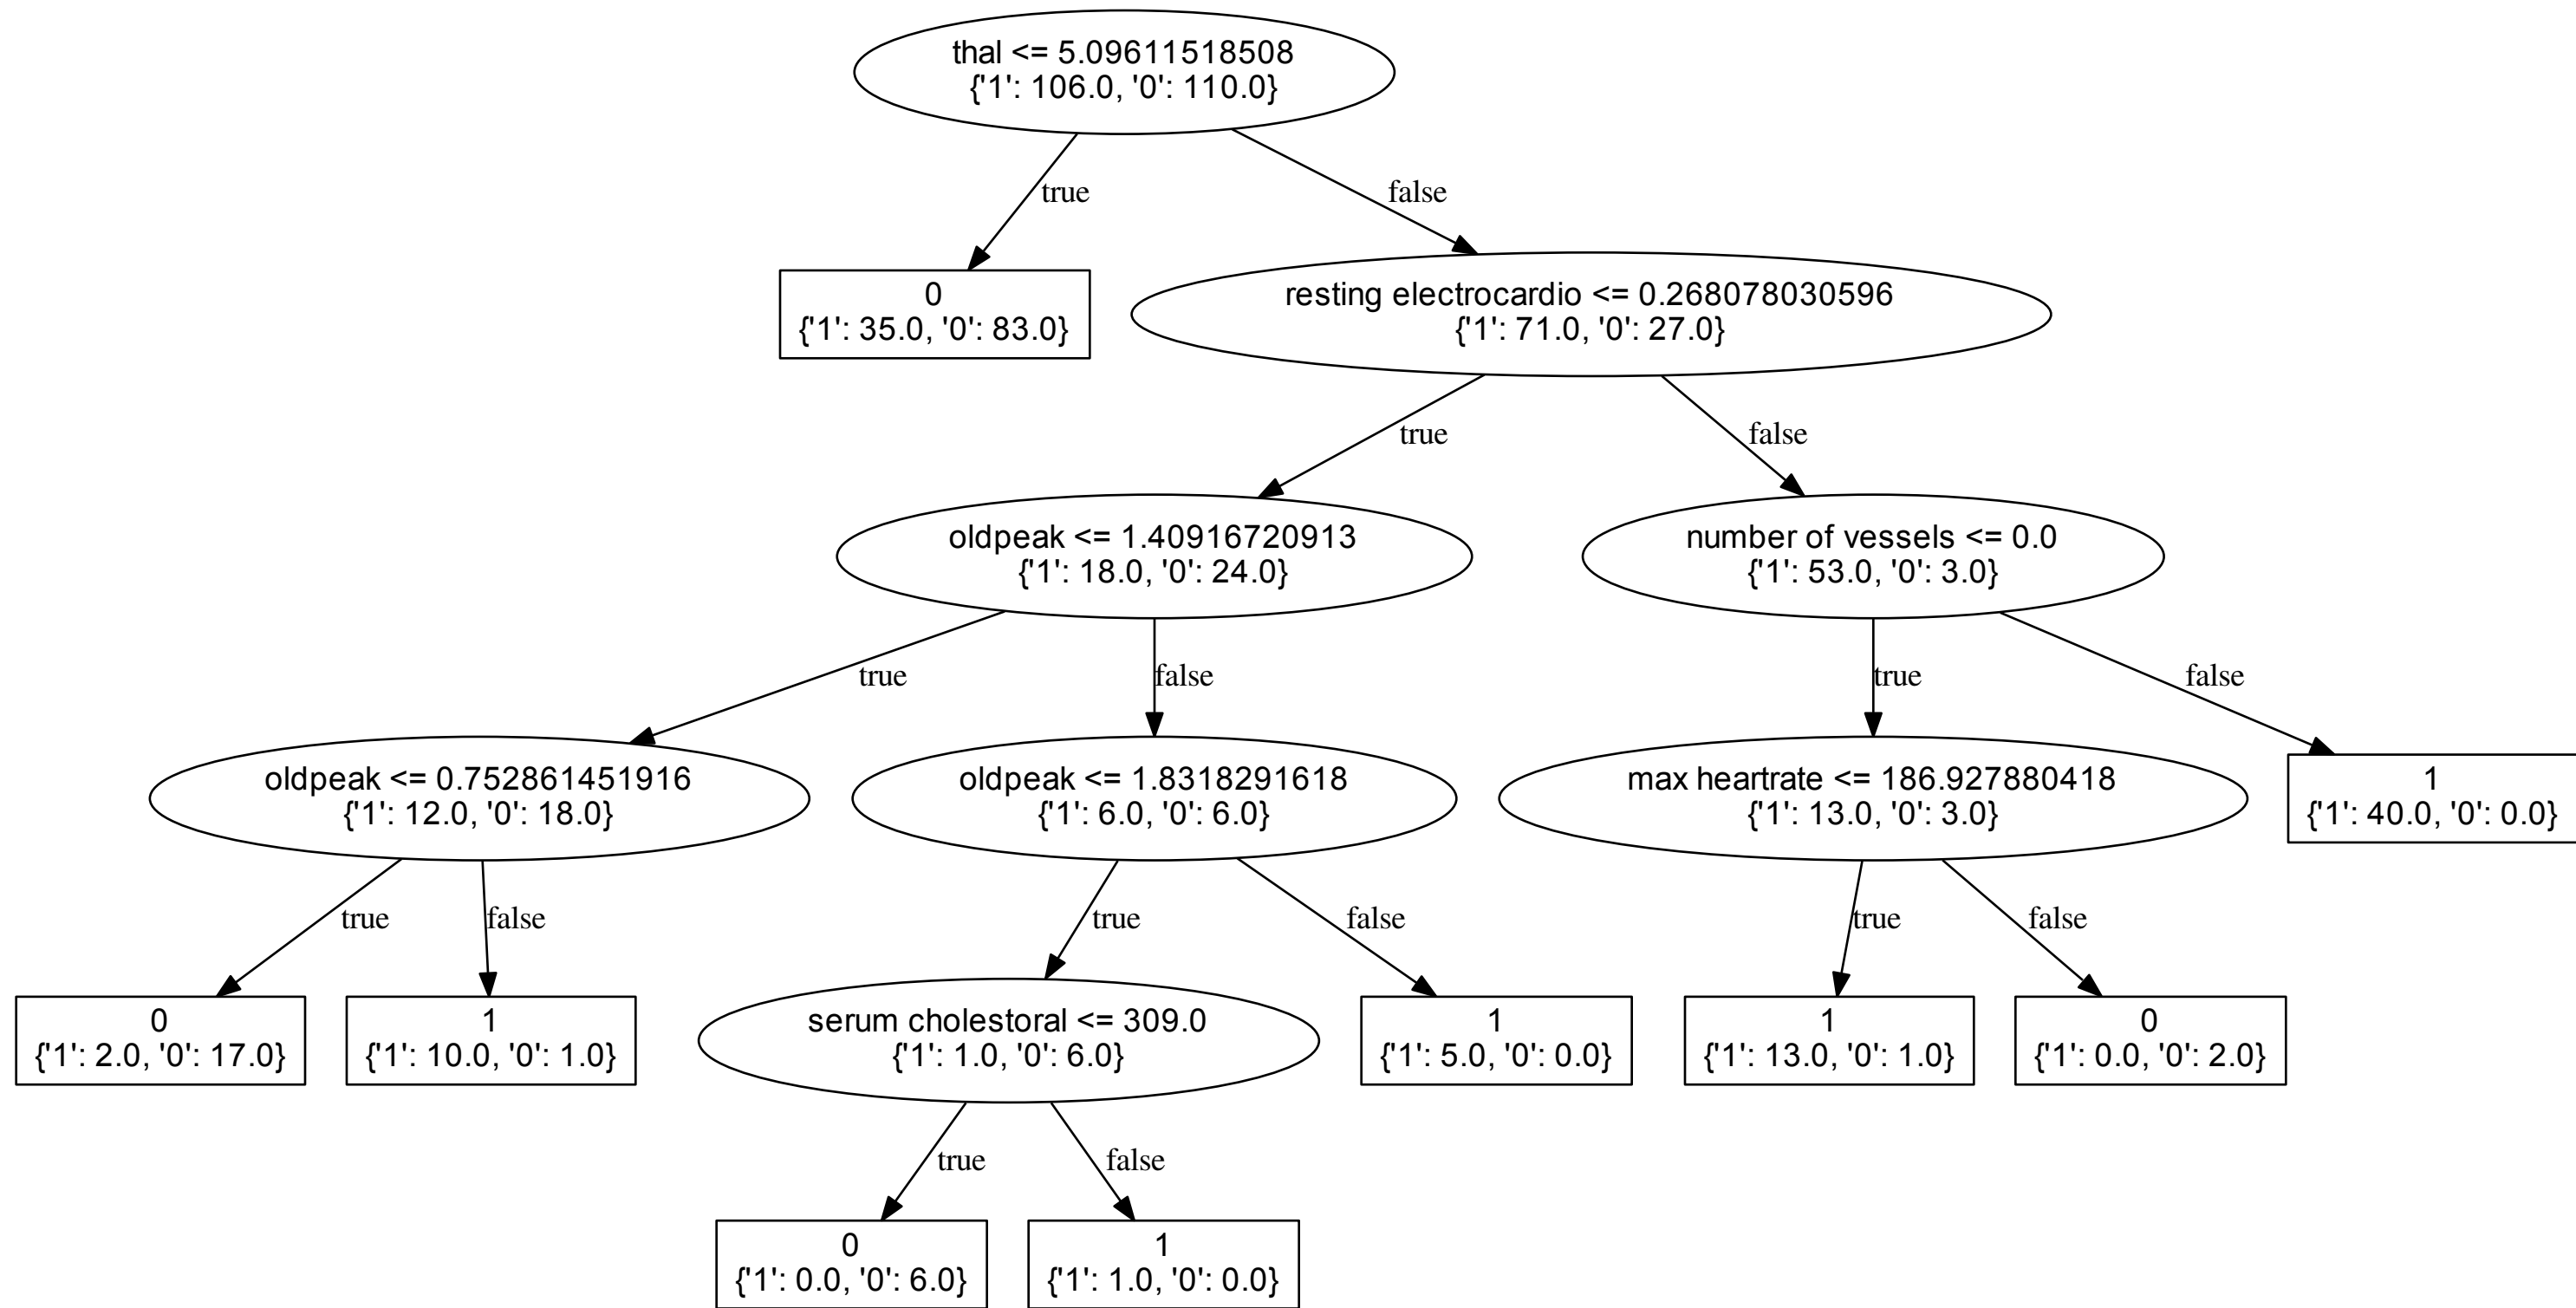 thal <= 5.09611518508
{'1': 106.0, '0': 110.0}
true
false
0
{'1': 35.0, '0': 83.0}
resting electrocardio <= 0.268078030596
{'1': 71.0, '0': 27.0}
true
false
oldpeak <= 1.40916720913
{'1': 18.0, '0': 24.0}
number of vessels <= 0.0
{'1': 53.0, '0': 3.0}
true
false
true
false
oldpeak <= 0.752861451916
{'1': 12.0, '0': 18.0}
oldpeak <= 1.8318291618
{'1': 6.0, '0': 6.0}
max heartrate <= 186.927880418
{'1': 13.0, '0': 3.0}
1
{'1': 40.0, '0': 0.0}
true
false
true
false
true
false
0
{'1': 2.0, '0': 17.0}
1
{'1': 10.0, '0': 1.0}
serum cholestoral <= 309.0
{'1': 1.0, '0': 6.0}
1
{'1': 5.0, '0': 0.0}
1
{'1': 13.0, '0': 1.0}
0
{'1': 0.0, '0': 2.0}
true
false
0
{'1': 0.0, '0': 6.0}
1
{'1': 1.0, '0': 0.0}